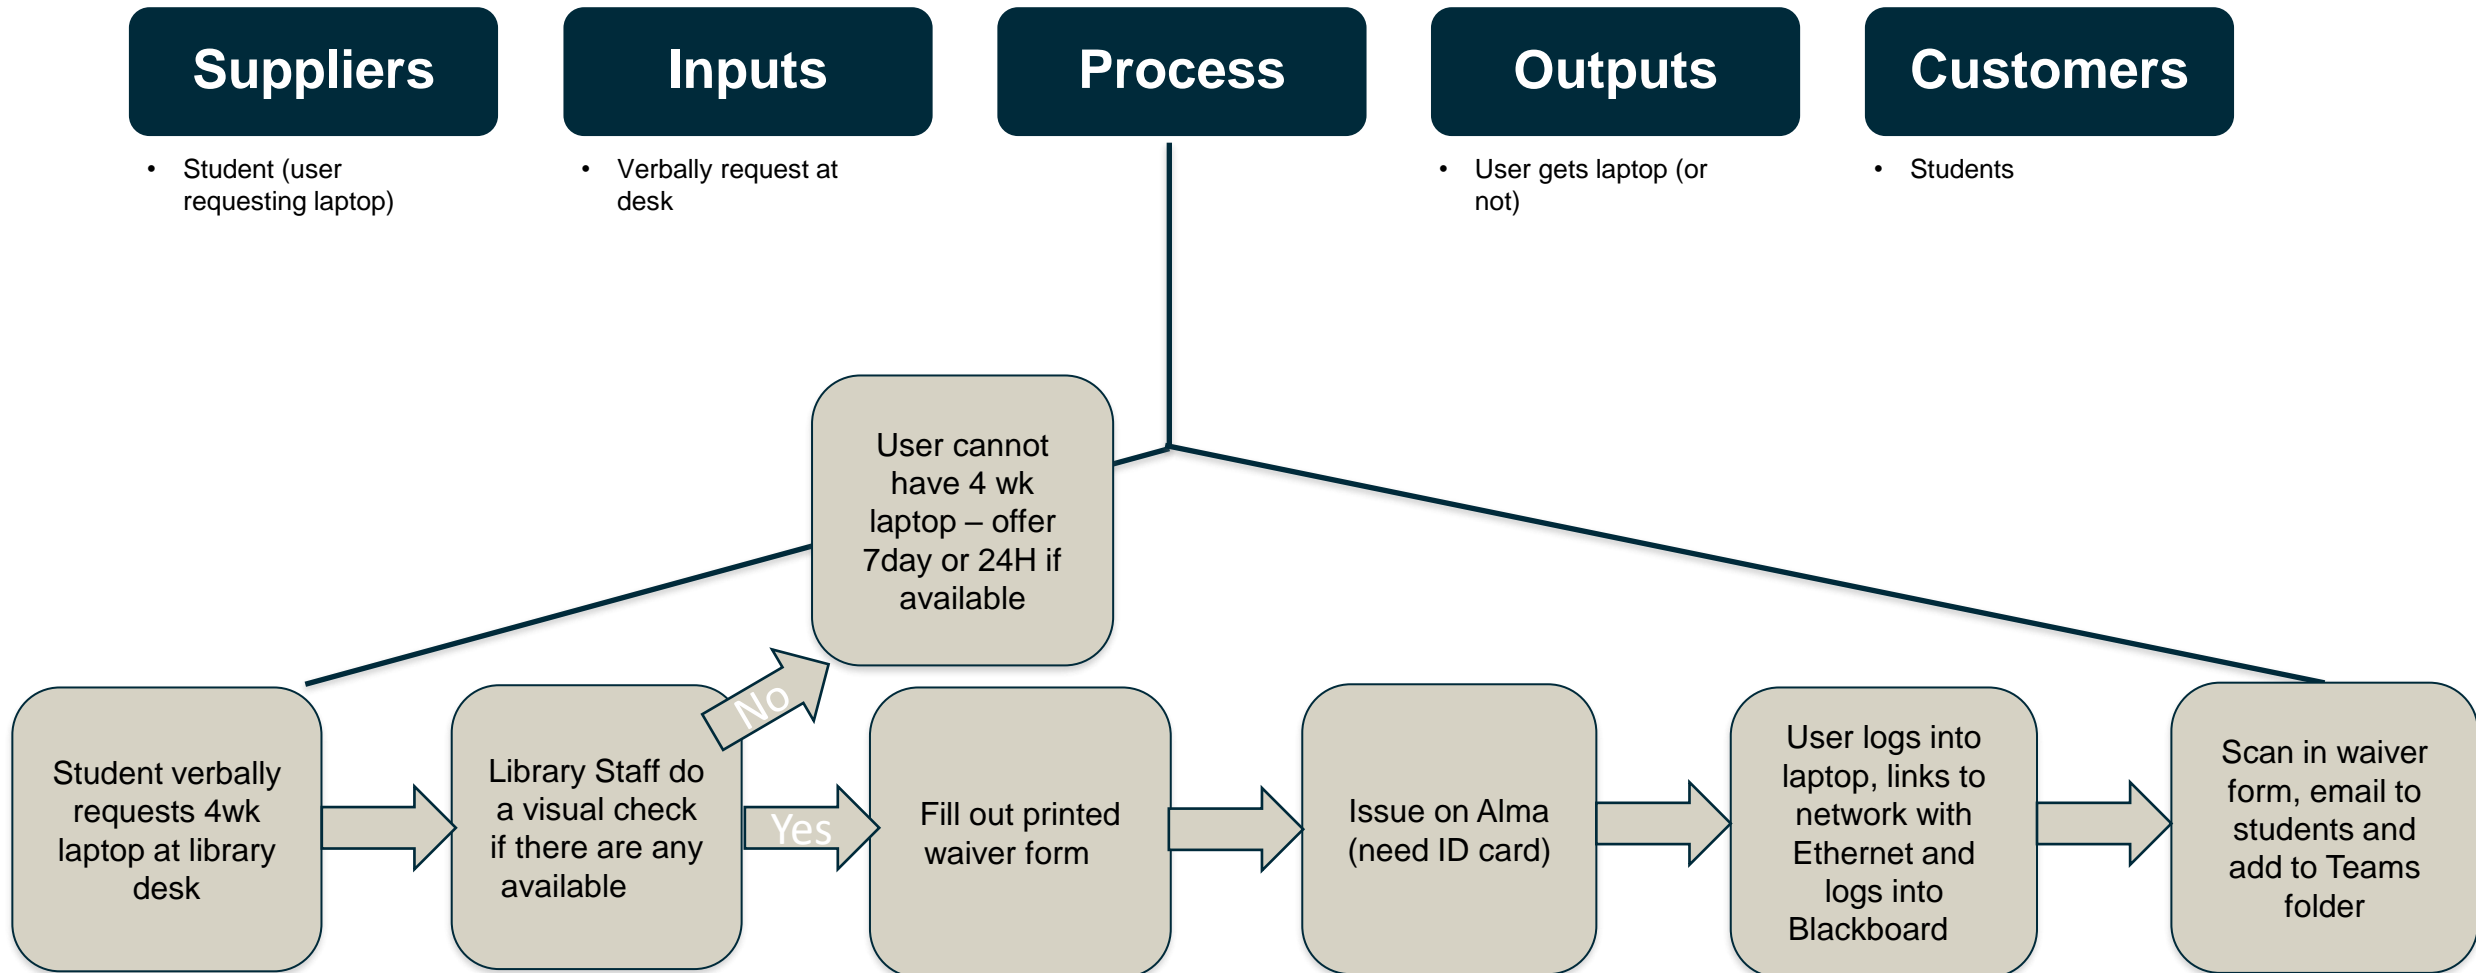 Suppliers
Inputs
Process
Outputs
Customers
• Student (user
requesting laptop)
• Verbally request at
desk
• User gets laptop (or
not)
• Students
User cannot
have 4 wk
laptop – offer
7day or 24H if
available
No
Student verbally
requests 4wk
laptop at library
desk
Library Staff do
a visual check
if there are any
available
Yes
Fill out printed
waiver form
Issue on Alma
(need ID card)
User logs into
laptop, links to
network with
Ethernet and
logs into
Blackboard
Scan in waiver
form, email to
students and
add to Teams
folder